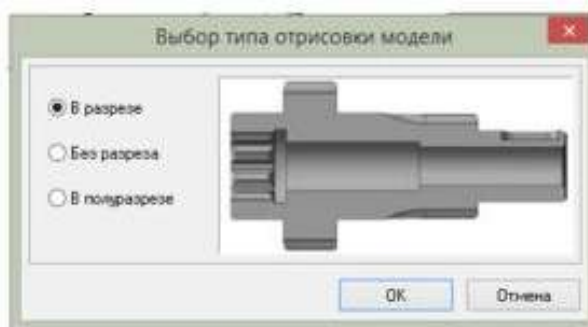 Выбор типа отрисовки модели
В разрезе
Без разреза
В полуразрезе
OK
Отмена